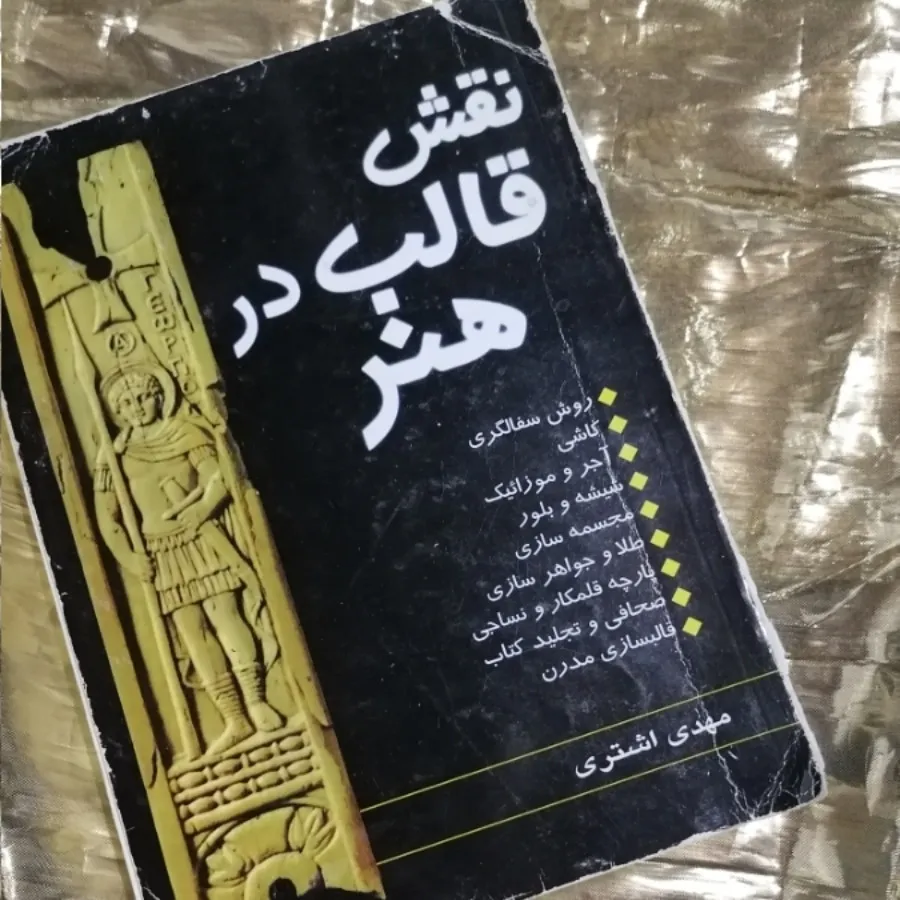 نقش
قالب در
هنر
روش سفالگری
کاشی
آجر و موزائیک
شیشه و بلور
مجسمه سازی
طلا و جواهر سازی
پارچه قلمکار و نساجی
صحافی و تجلید کتاب
قالبسازی مدرن
مهدی اشتری